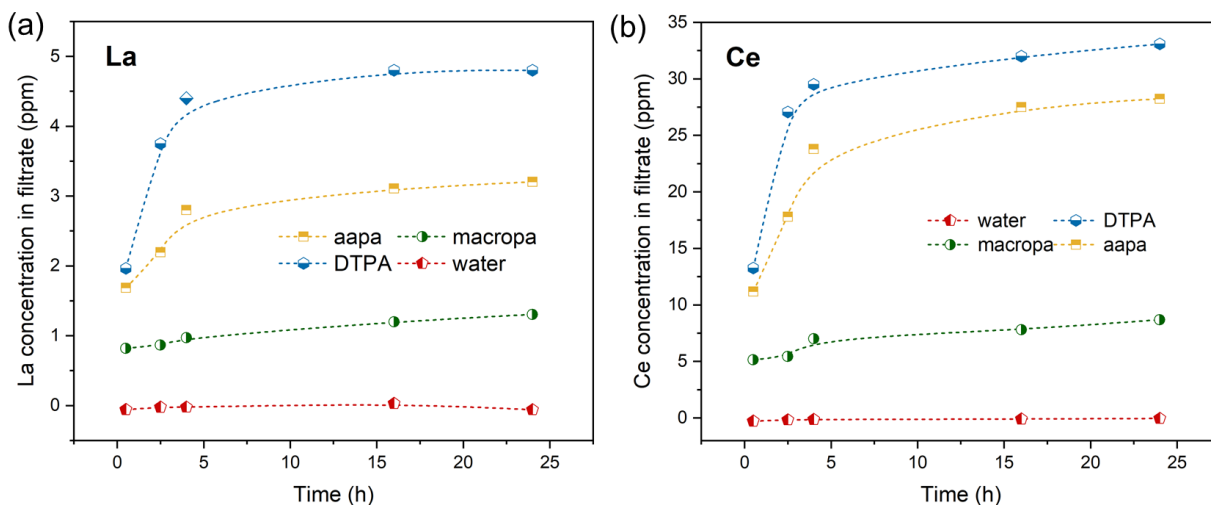 (a)
La
La concentration in filtrate (ppm)
5
4
3
2
1
0
aapa
macropa
DTPA
water
0 5 10 15 20 25
Time (h)
(b)
Ce
Ce concentration in filtrate (ppm)
35
30
25
20
15
10
5
0
water
DTPA
macropa
aapa
0 5 10 15 20 25
Time (h)